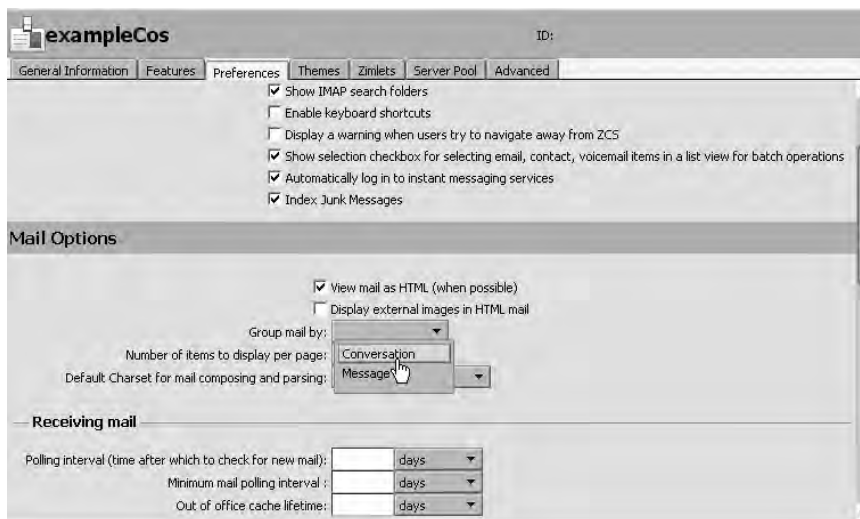 exampleCos
ID:
General Information Features Preferences Themes Zimlets Server Pool Advanced
Show IMAP search folders
Enable keyboard shortcuts
Display a warning when users try to navigate away from ZCS
Show selection checkbox for selecting email, contact, voicemail items in a list view for batch operations
Automatically log in to instant messaging services
Index Junk Messages
Mail Options
View mail as HTML (when possible)
Display external images in HTML mail
Group mail by:
Number of items to display per page: Conversation
Default Charset for mail composing and parsing: Message
Receiving mail
Polling interval (time after which to check for new mail): days
Minimum mail polling interval : days
Out of office cache lifetime: days